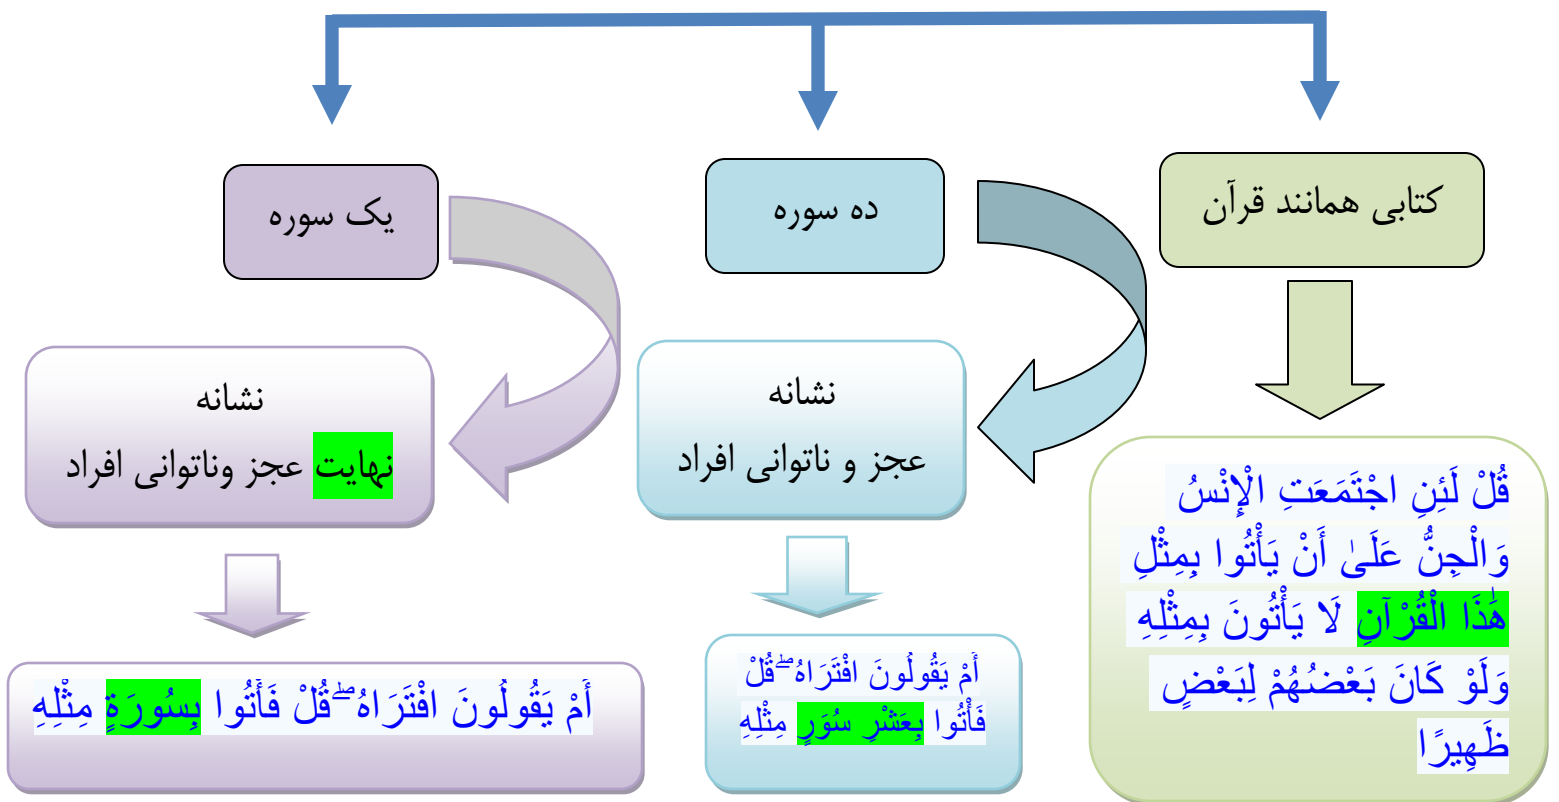 کتابی همانند قرآن
ده سوره
یک سوره
قُلْ لَئِنِ اجْتَمَعَتِ الْإِنْسُ
وَالْجِنُّ عَلَىٰ أَنْ يَأْتُوا بِمِثْلِ
هَٰذَا الْقُرْآنِ لَا يَأْتُونَ بِمِثْلِهِ
وَلَوْ كَانَ بَعْضُهُمْ لِبَعْضٍ
ظَهِيرًا
نشانه
عجز و ناتوانی افراد
أَمْ يَقُولُونَ افْتَرَاهُ ۖ قُلْ
فَأْتُوا بِعَشْرِ سُوَرٍ مِثْلِهِ
نشانه
نهایت عجز وناتوانی افراد
أَمْ يَقُولُونَ افْتَرَاهُ ۖ قُلْ فَأْتُوا بِسُورَةٍ مِثْلِهِ